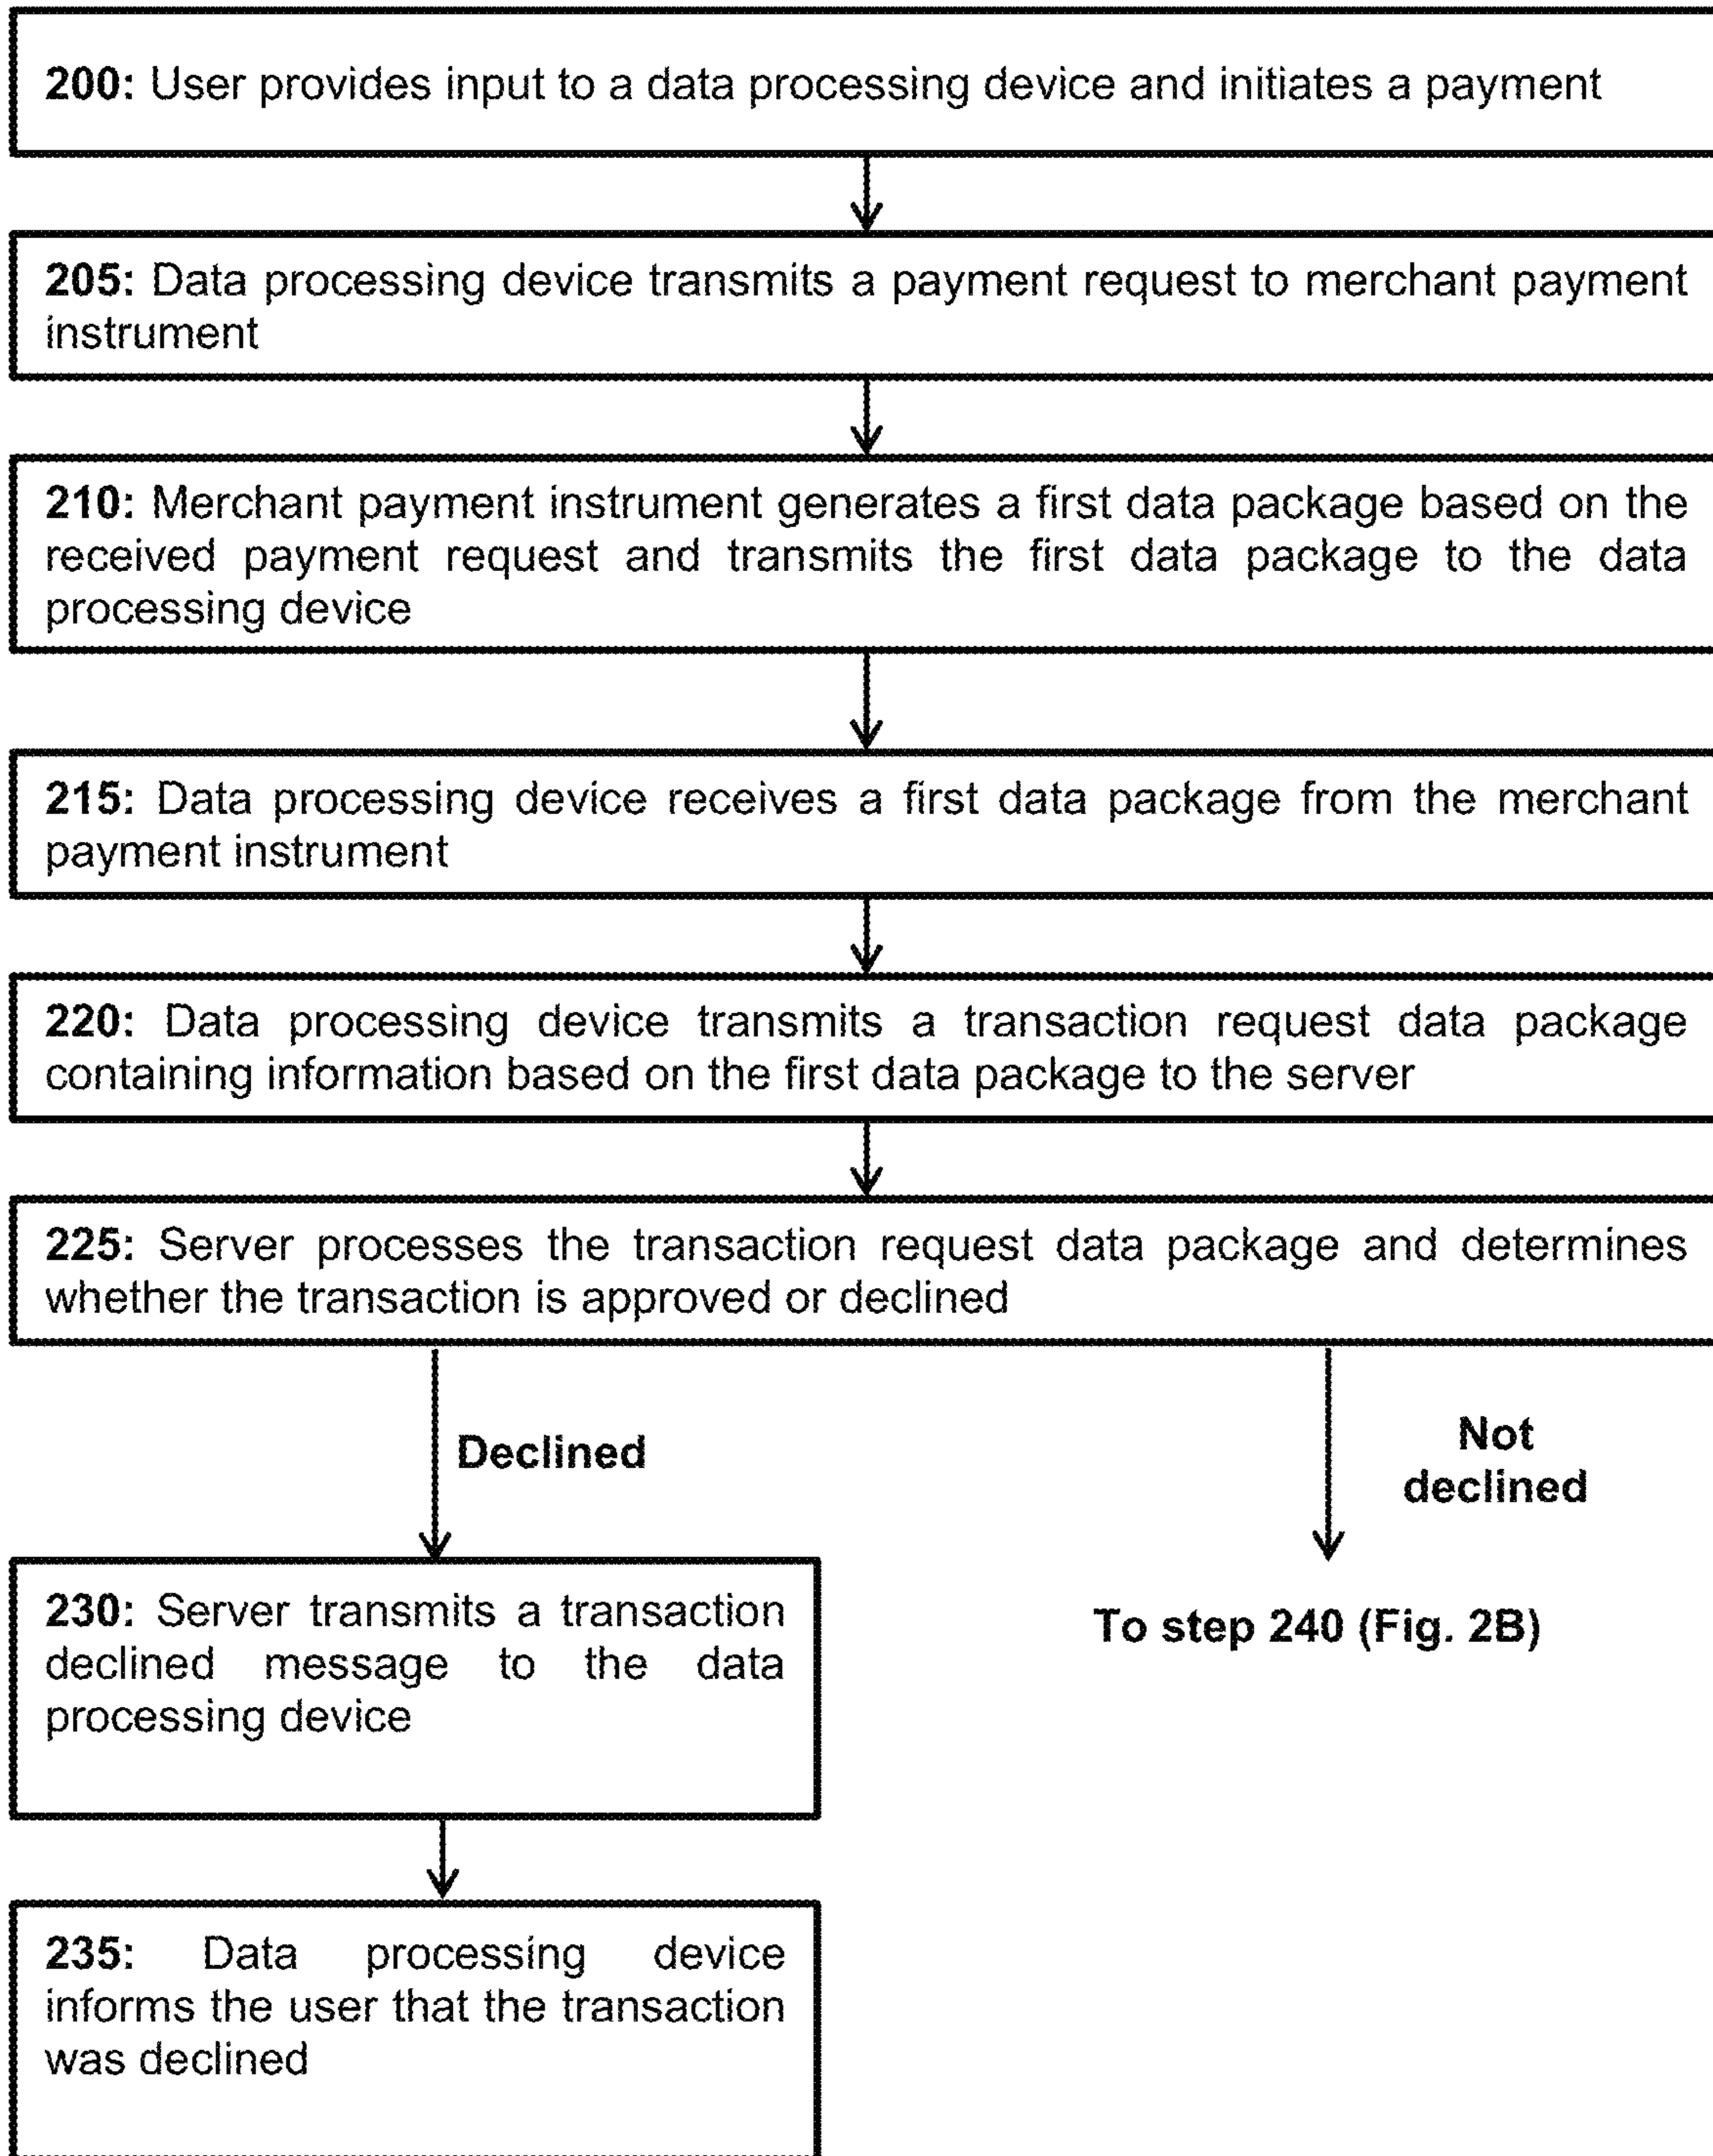 200: User provides input to a data processing device and initiates a payment
205: Data processing device transmits a payment request to merchant payment
instrument
210: Merchant payment instrument generates a first data package based on the
received payment request and transmits the first data package to the data
processing device
215: Data processing device receives a first data package from the merchant
payment instrument
220: Data processing device transmits a transaction request data package
containing information based on the first data package to the server
225: Server processes the transaction request data package and determines
whether the transaction is approved or declined
Declined
Not
declined
230: Server transmits a transaction
declined message to the data
processing device
To step 240 (Fig. 2B)
235: Data processing device
informs the user that the transaction
was declined